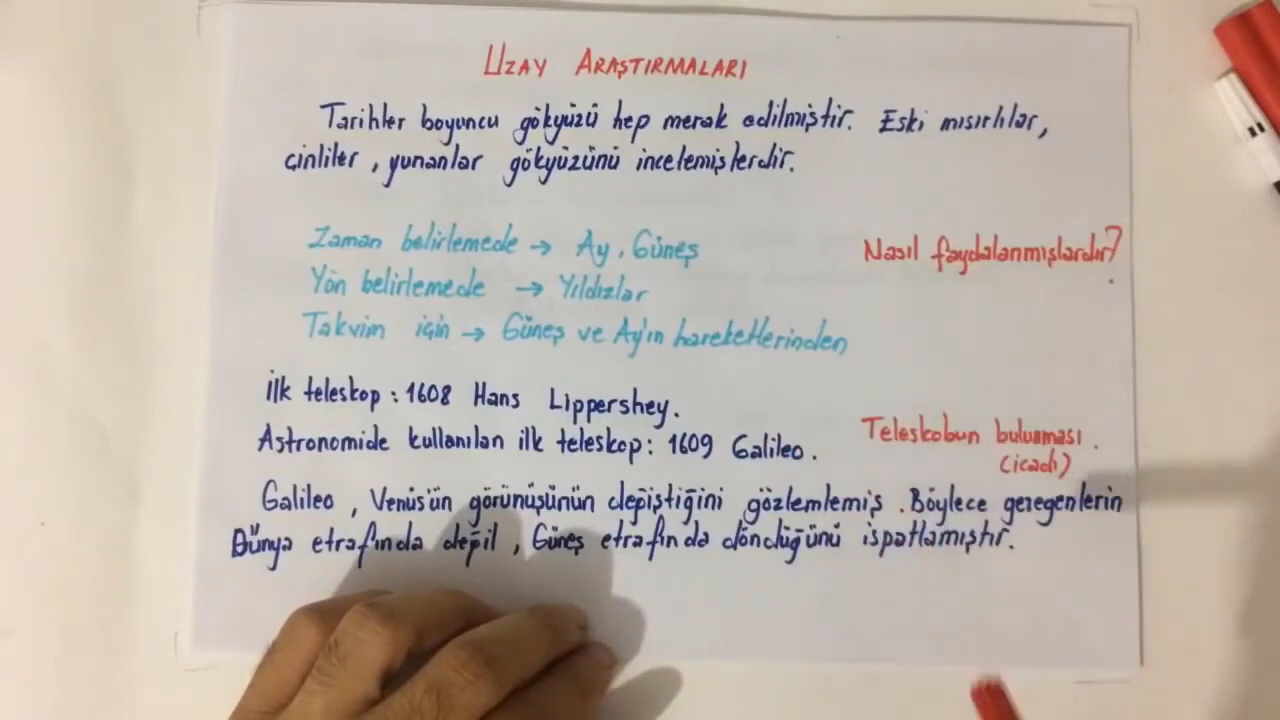 UZAY ARAŞTIRMALARI
Tarihler boyuncu gökyüzü hep merak edilmiştir. Eski mısırlılar,
çinliler, yunanlar gökyüzünü incelemişlerdir.
Nasıl faydalanmışlardır?
Zaman belirlemede → Ay, Güneş
Yön belirlemede → Yıldızlar
Takvim için → Güneş ve Ay'ın hareketlerinden
İlk teleskop: 1608 Hans Lippershey.
Teleskobun bulunması.
(icadı)
Astronomide kullanılan ilk teleskop: 1609 Galileo.
Galileo, Venüs'ün görünüşünün değiştiğini gözlemlemiş. Böylece gezegenlerin
Dünya etrafında değil, Güneş etrafında döndüğünü ispatlamıştır.